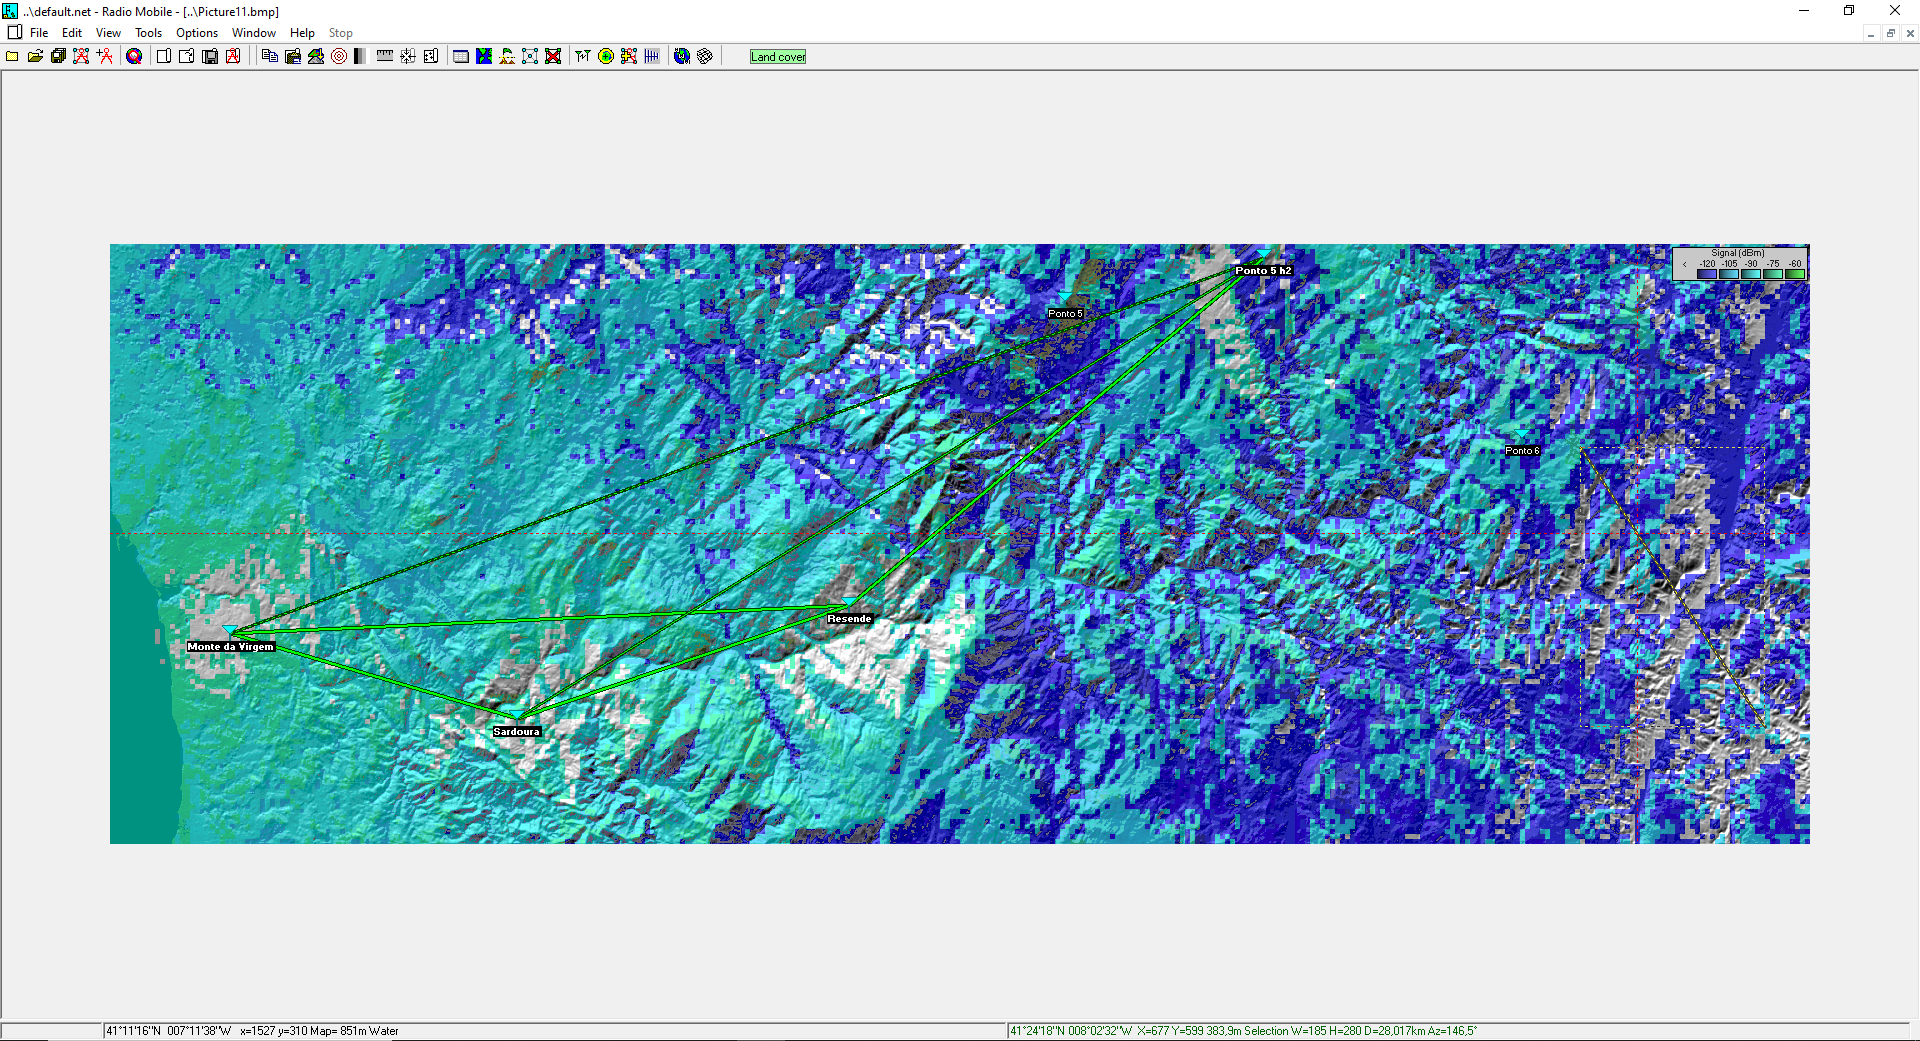 ..\default.net - Radio Mobile - [..\Picture11.bmp]
File Edit View Tools Options Window Help Stop
Land cover
Signal (dBm)
< -120 -105 -90 -75 -60
Ponto 5 h2
Ponto 5
Ponto 6
Resende
Monte da Virgem
Sardoura
41°11'16''N 007°11'38''W x=1527 y=310 Map= 851m Water
41°24'18''N 008°02'32''W X=677 Y=599 383,9m Selection W=185 H=280 D=28,017km Az=146,5°